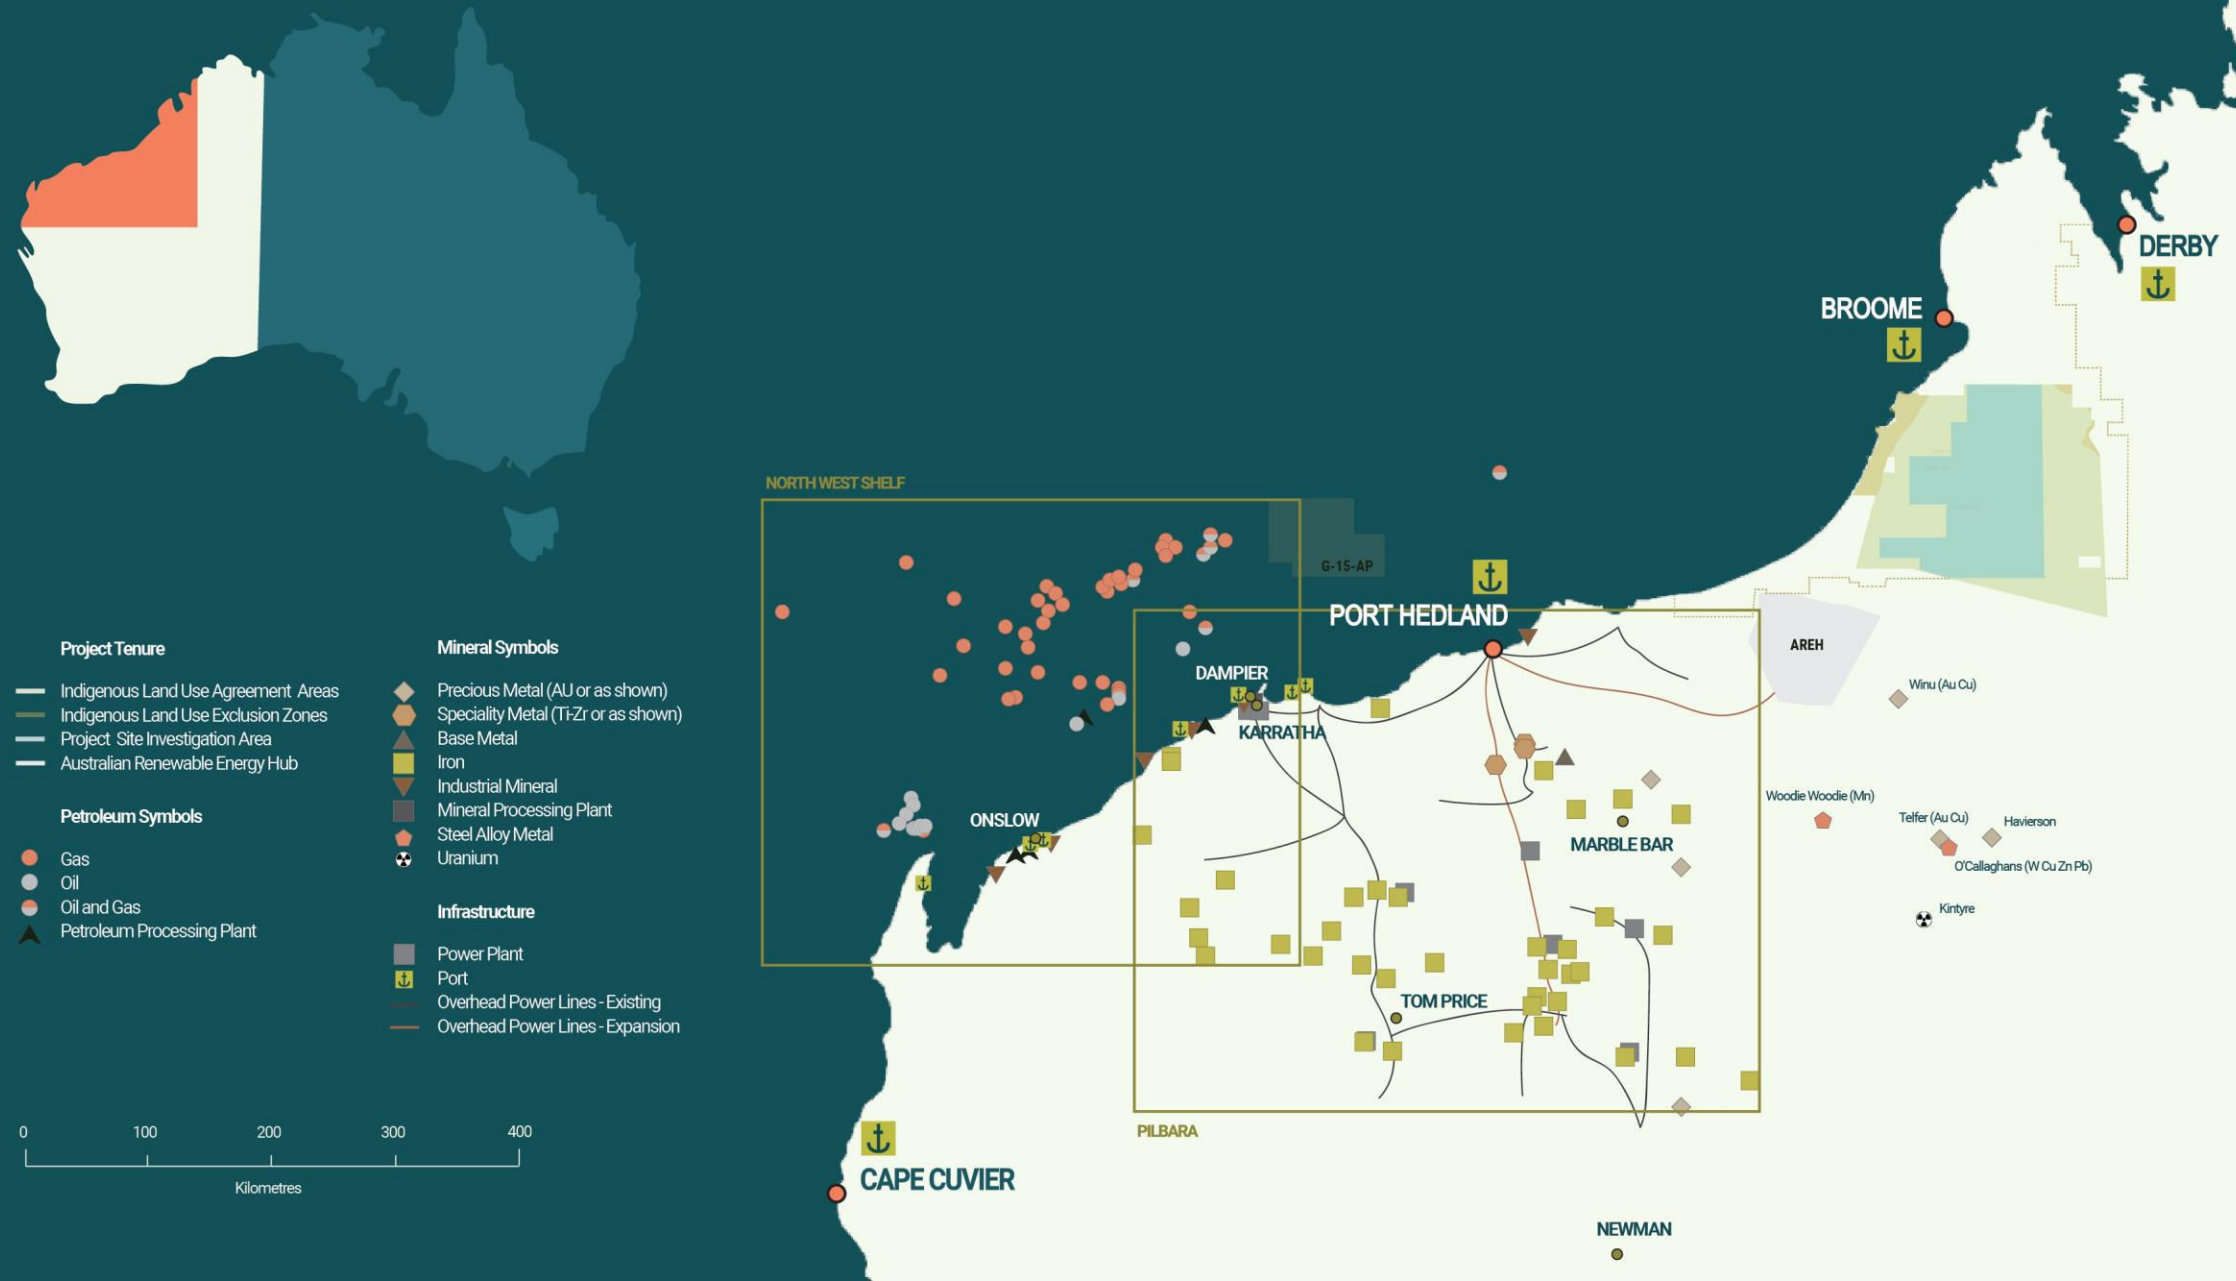 NORTH WEST SHELF
G-15-AP
PORT HEDLAND
BROOME
DERBY
AREH
DAMPIER
KARRATHA
ONSLOW
MARBLE BAR
TOM PRICE
PILBARA
CAPE CUVIER
NEWMAN
Winu (Au Cu)
Woodie Woodie (Mn)
Telfer (Au Cu)
Havierson
O'Callaghans (W Cu Zn Pb)
Kintyre
Project Tenure
Indigenous Land Use Agreement Areas
Indigenous Land Use Exclusion Zones
Project Site Investigation Area
Australian Renewable Energy Hub
Petroleum Symbols
Gas
Oil
Oil and Gas
Petroleum Processing Plant
Mineral Symbols
Precious Metal (AU or as shown)
Speciality Metal (Ti-Zr or as shown)
Base Metal
Iron
Industrial Mineral
Mineral Processing Plant
Steel Alloy Metal
Uranium
Infrastructure
Power Plant
Port
Overhead Power Lines - Existing
Overhead Power Lines - Expansion
0 100 200 300 400
Kilometres